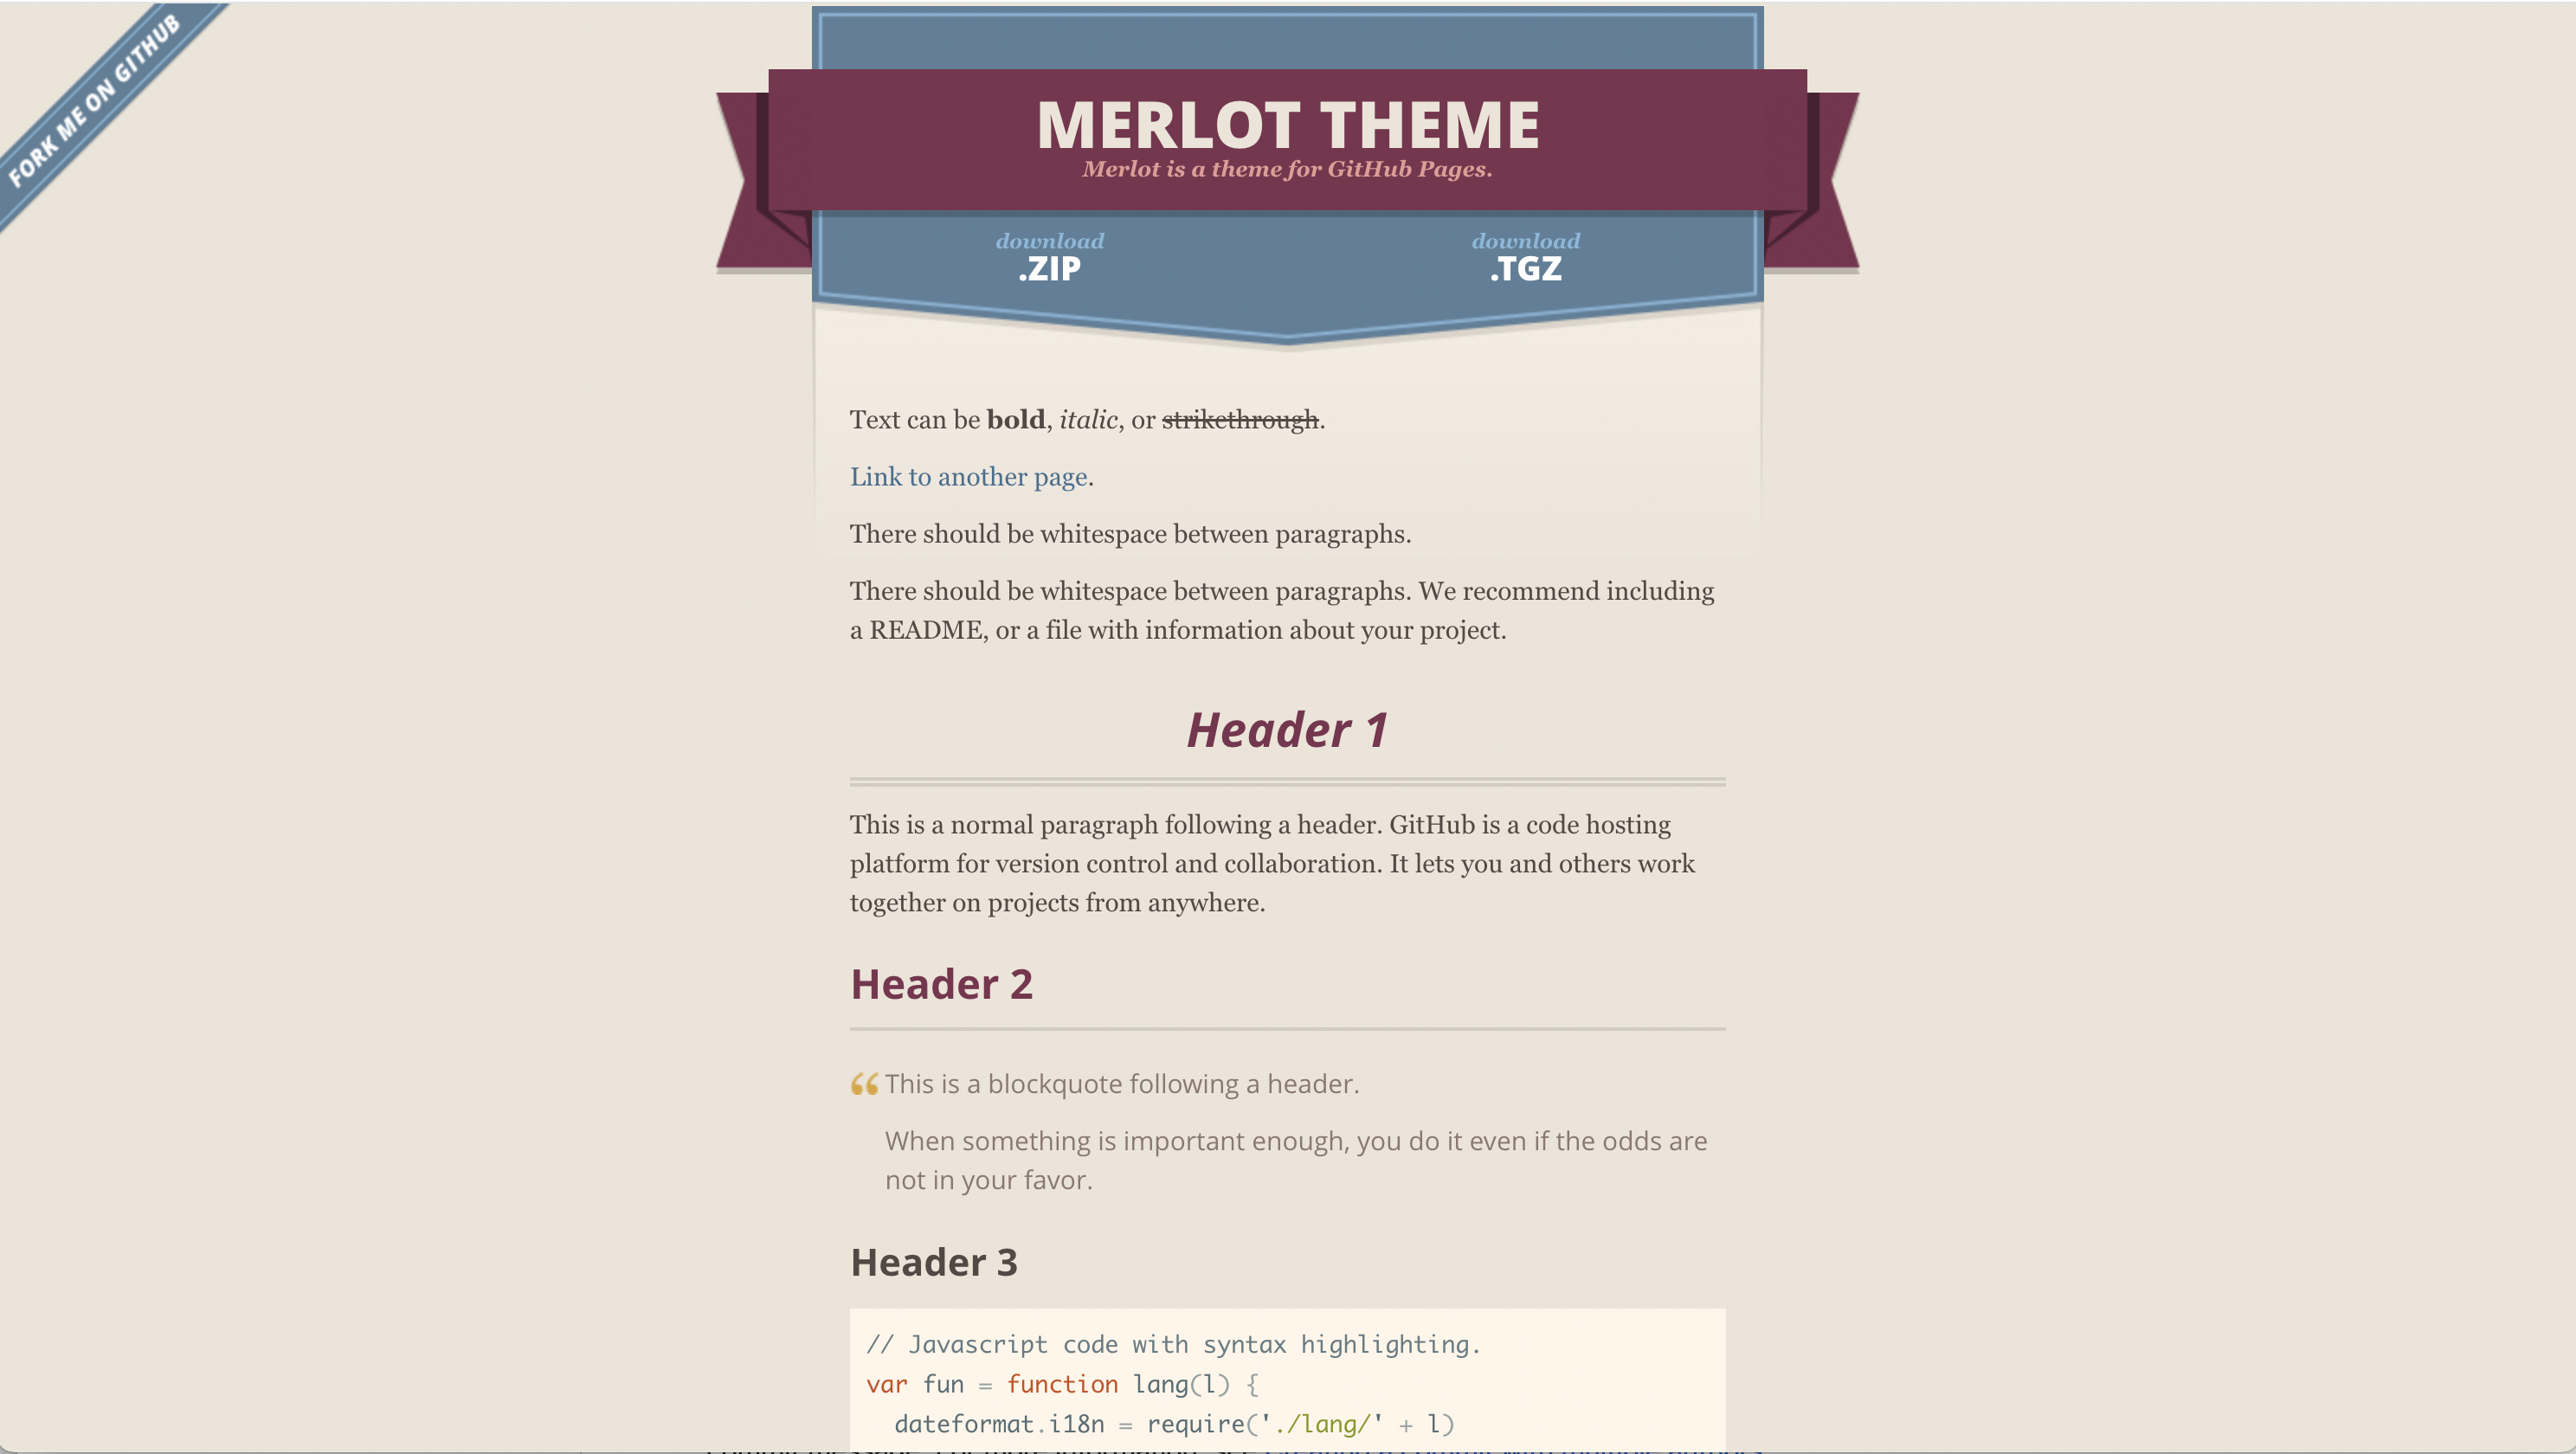 FORK ME ON GITHUB
MERLOT THEME
Merlot is a theme for GitHub Pages.
download
.ZIP
download
.TGZ
Text can be bold, italic, or strikethrough.
Link to another page.
There should be whitespace between paragraphs.
There should be whitespace between paragraphs. We recommend including
a README, or a file with information about your project.
Header 1
This is a normal paragraph following a header. GitHub is a code hosting
platform for version control and collaboration. It lets you and others work
together on projects from anywhere.
Header 2
“ This is a blockquote following a header.
When something is important enough, you do it even if the odds are
not in your favor.
Header 3
// Javascript code with syntax highlighting.
var fun = function lang(l) {
  dateformat.i18n = require('./lang/' + l)